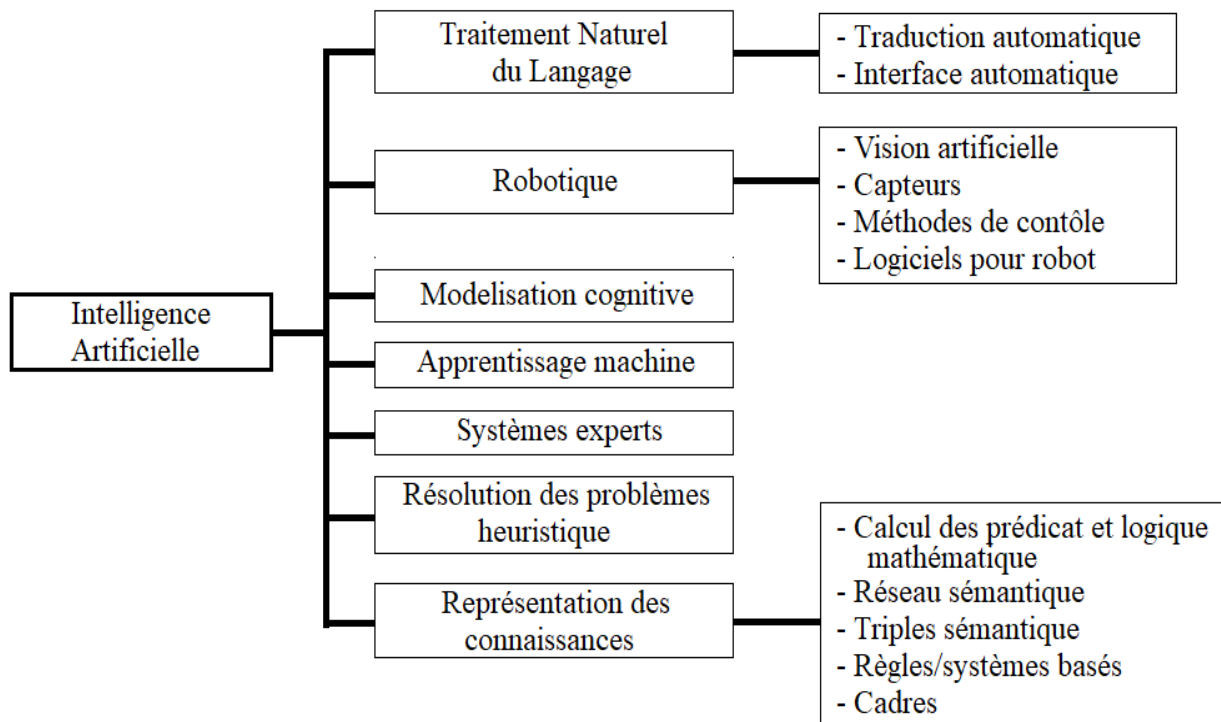 Traitement Naturel
du Langage
- Traduction automatique
- Interface automatique
Robotique
- Vision artificielle
- Capteurs
- Méthodes de contôle
- Logiciels pour robot
Intelligence
Artificielle
Modelisation cognitive
Apprentissage machine
Systèmes experts
Résolution des problèmes
heuristique
Représentation des
connaissances
- Calcul des prédicat et logique
mathématique
- Réseau sémantique
- Triples sémantique
- Règles/systèmes basés
- Cadres